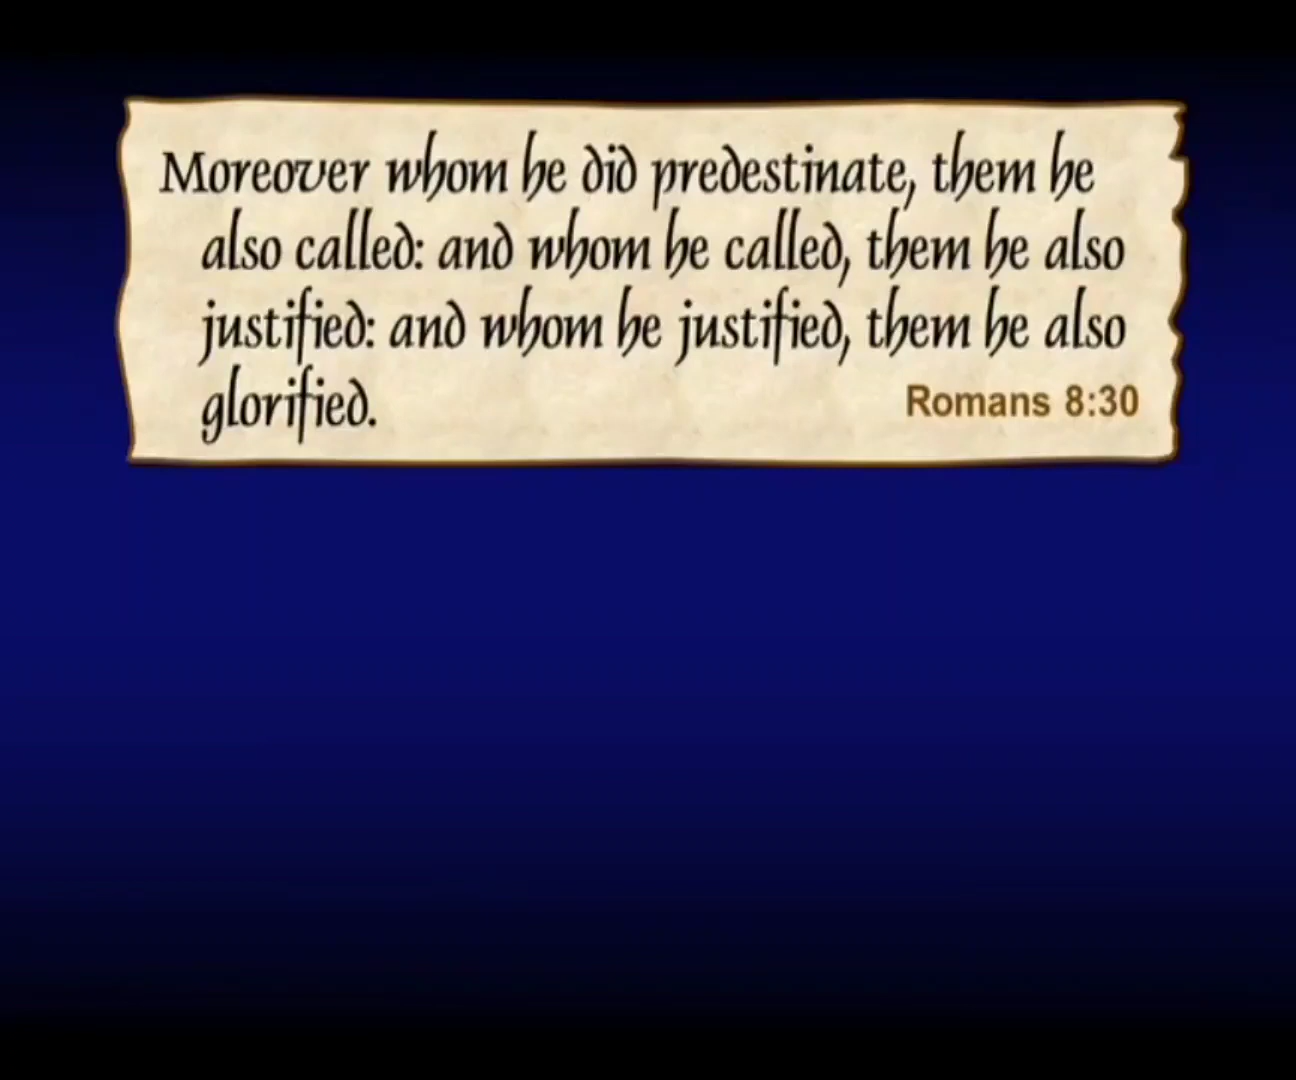 Moreover whom he did predestinate, them he
also called: and whom he called, them he also
justified: and whom he justified, them he also
glorified.
Romans 8:30